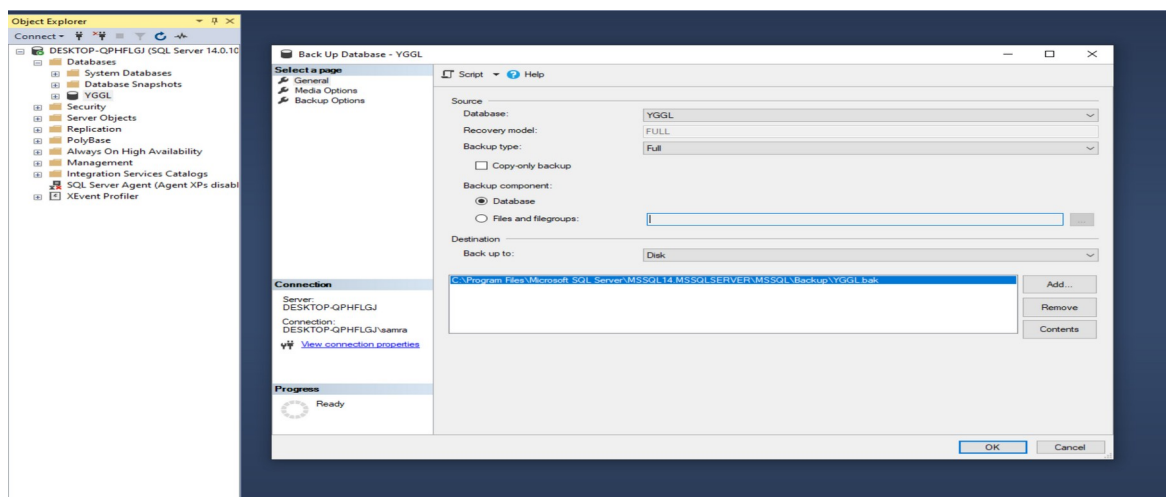 Object Explorer
Connect
DESKTOP-QPHFLGJ (SQL Server 14.0.10
Databases
System Databases
Database Snapshots
YGGL
Security
Server Objects
Replication
PolyBase
Always On High Availability
Management
Integration Services Catalogs
SQL Server Agent (Agent XPs disabl
XEvent Profiler
Back Up Database - YGGL
Select a page
General
Media Options
Backup Options
Script
Help
Source
Database:
YGGL
Recovery model:
FULL
Backup type:
Full
Copy-only backup
Backup component:
Database
Files and filegroups:
...
Destination
Back up to:
Disk
C:\Program Files\Microsoft SQL Server\MSSQL14.MSSQLSERVER\MSSQL\Backup\YGGL.bak
Add...
Remove
Contents
Connection
Server:
DESKTOP-QPHFLGJ
Connection:
DESKTOP-QPHFLGJ\samra
View connection properties
Progress
Ready
OK
Cancel